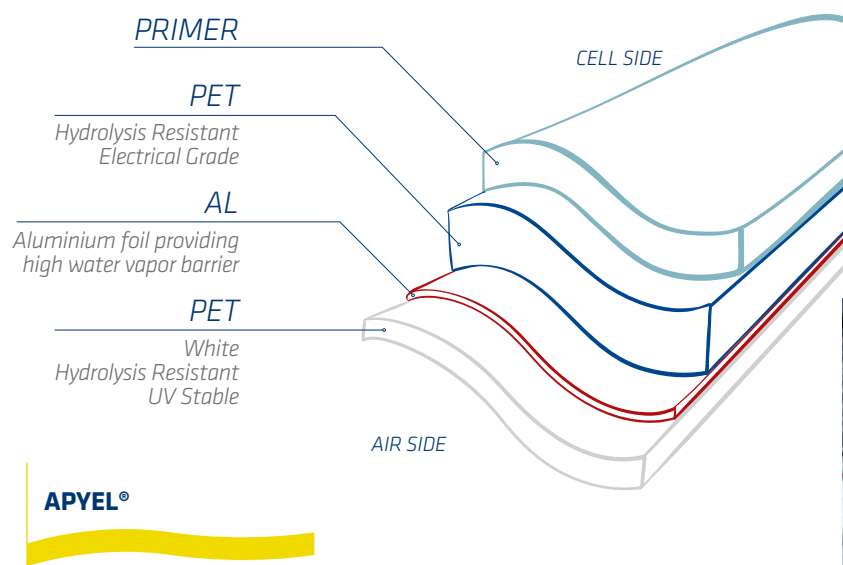 PRIMER
CELL SIDE
PET
Hydrolysis Resistant
Electrical Grade
AL
Aluminium foil providing
high water vapor barrier
PET
White
Hydrolysis Resistant
UV Stable
AIR SIDE
APYEL®